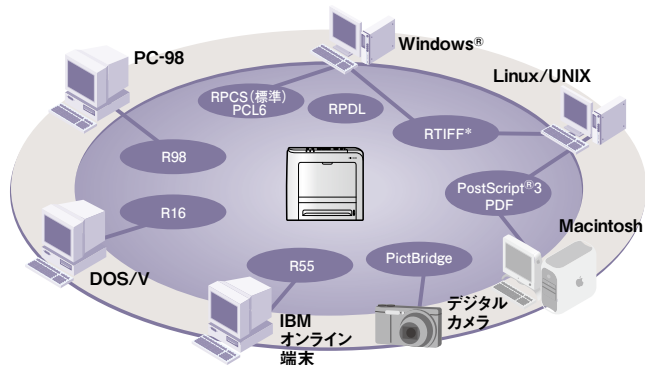 Windows®
PC-98
Linux/UNIX
RPCS（標準）
PCL6
RPDL
RTIFF*
R98
PostScript®3
PDF
R16
Macintosh
R55
PictBridge
DOS/V
IBM
オンライン
端末
デジタル
カメラ